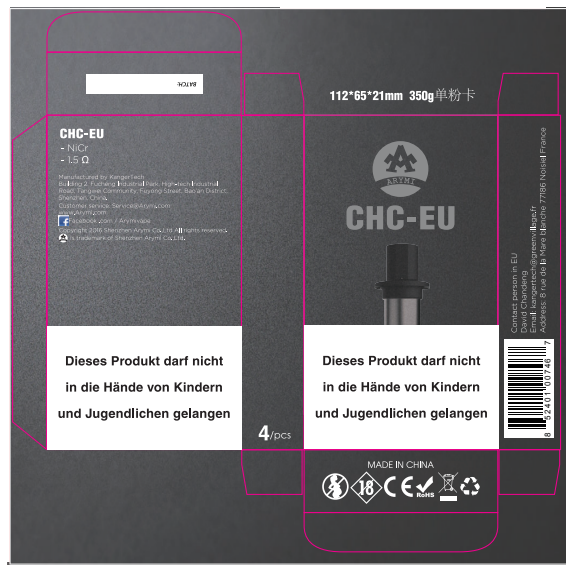 BATCH:
112*65*21mm 350g单粉卡
CHC-EU
- NiCr
- 1.5 Ω
Manufactured by KangerTech
Building 2, Fucheng Industrial Park, High-tech Industrial
Road, Tangwei Community, Fuyong Street, Bao'an District,
Shenzhen, China.
Customer service: Service@Arymi.com
www.Arymi.com
Facebook.com / Arymivape
Copyright 2016 Shenzhen Arymi Co.Ltd All rights reserved.
is trademark of Shenzhen Arymi Co.Ltd.
Dieses Produkt darf nicht
in die Hände von Kindern
und Jugendlichen gelangen
4/pcs
ARYMI
CHC-EU
Dieses Produkt darf nicht
in die Hände von Kindern
und Jugendlichen gelangen
MADE IN CHINA
18
CE
RoHS
Contact person in EU
David Chandeng
Email: kangertech@greenvillage.fr
Address: 8 rue de la Mare blanche 77186 Noisiel France
8 52401 00746 7